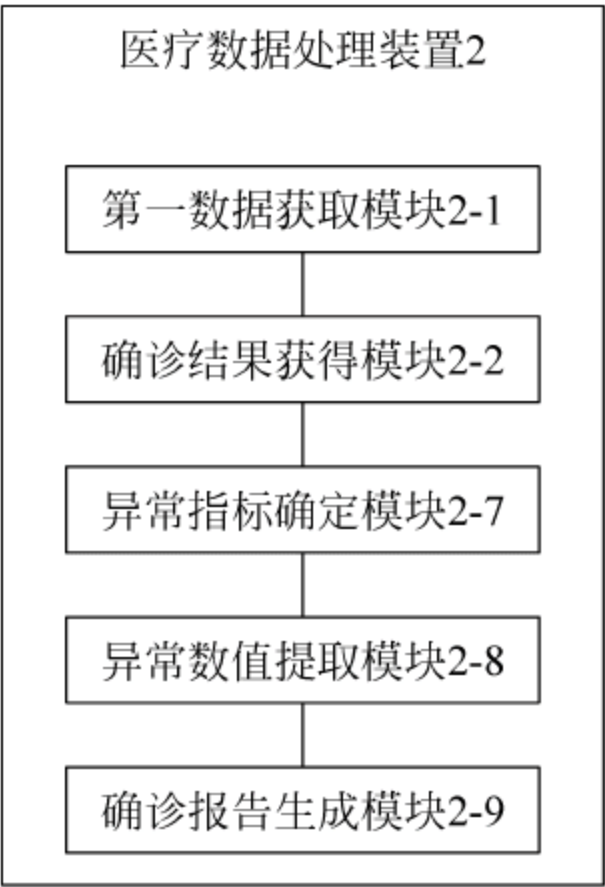 医疗数据处理装置2
第一数据获取模块2-1
确诊结果获得模块2-2
异常指标确定模块2-7
异常数值提取模块2-8
确诊报告生成模块2-9